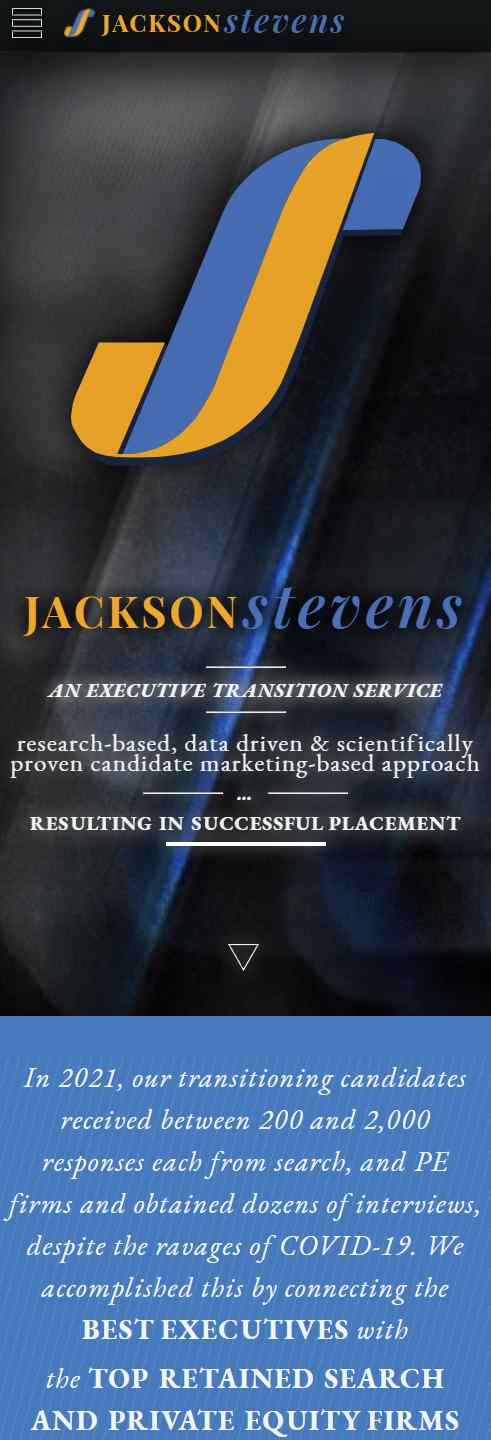 JACKSONstevens
JACKSONstevens
AN EXECUTIVE TRANSITION SERVICE
research-based, data driven & scientifically
proven candidate marketing-based approach
...
RESULTING IN SUCCESSFUL PLACEMENT
In 2021, our transitioning candidates
received between 200 and 2,000
responses each from search, and PE
firms and obtained dozens of interviews,
despite the ravages of COVID-19. We
accomplished this by connecting the
BEST EXECUTIVES with
the TOP RETAINED SEARCH
AND PRIVATE EQUITY FIRMS